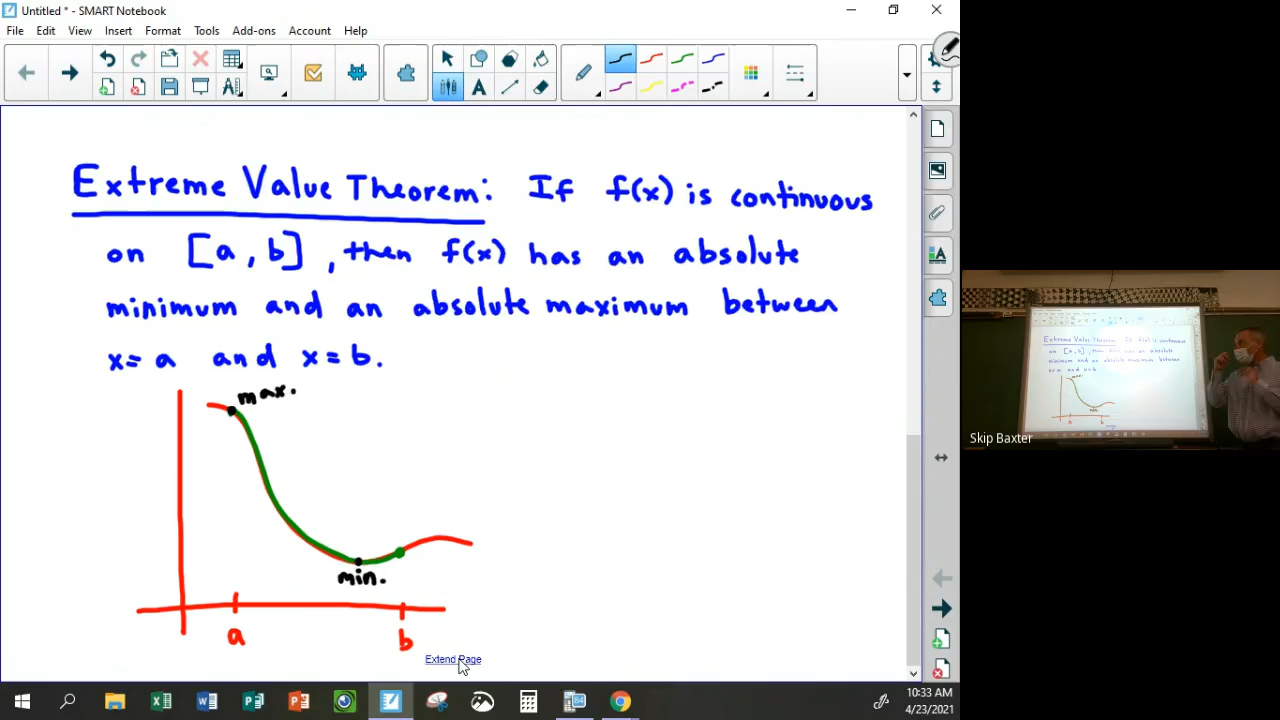 Untitled * - SMART Notebook
File Edit View Insert Format Tools Add-ons Account Help
Extreme Value Theorem: If f(x) is continuous
on [a, b], then f(x) has an absolute
minimum and an absolute maximum between
x = a and x = b.
max.
min.
a
b
Extend Page
Skip Baxter
10:33 AM
4/23/2021